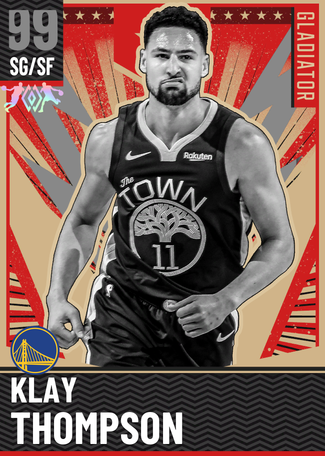 99
SG/SF
GLADIATOR
Rakuten
The
TOWN
11
KLAY
THOMPSON